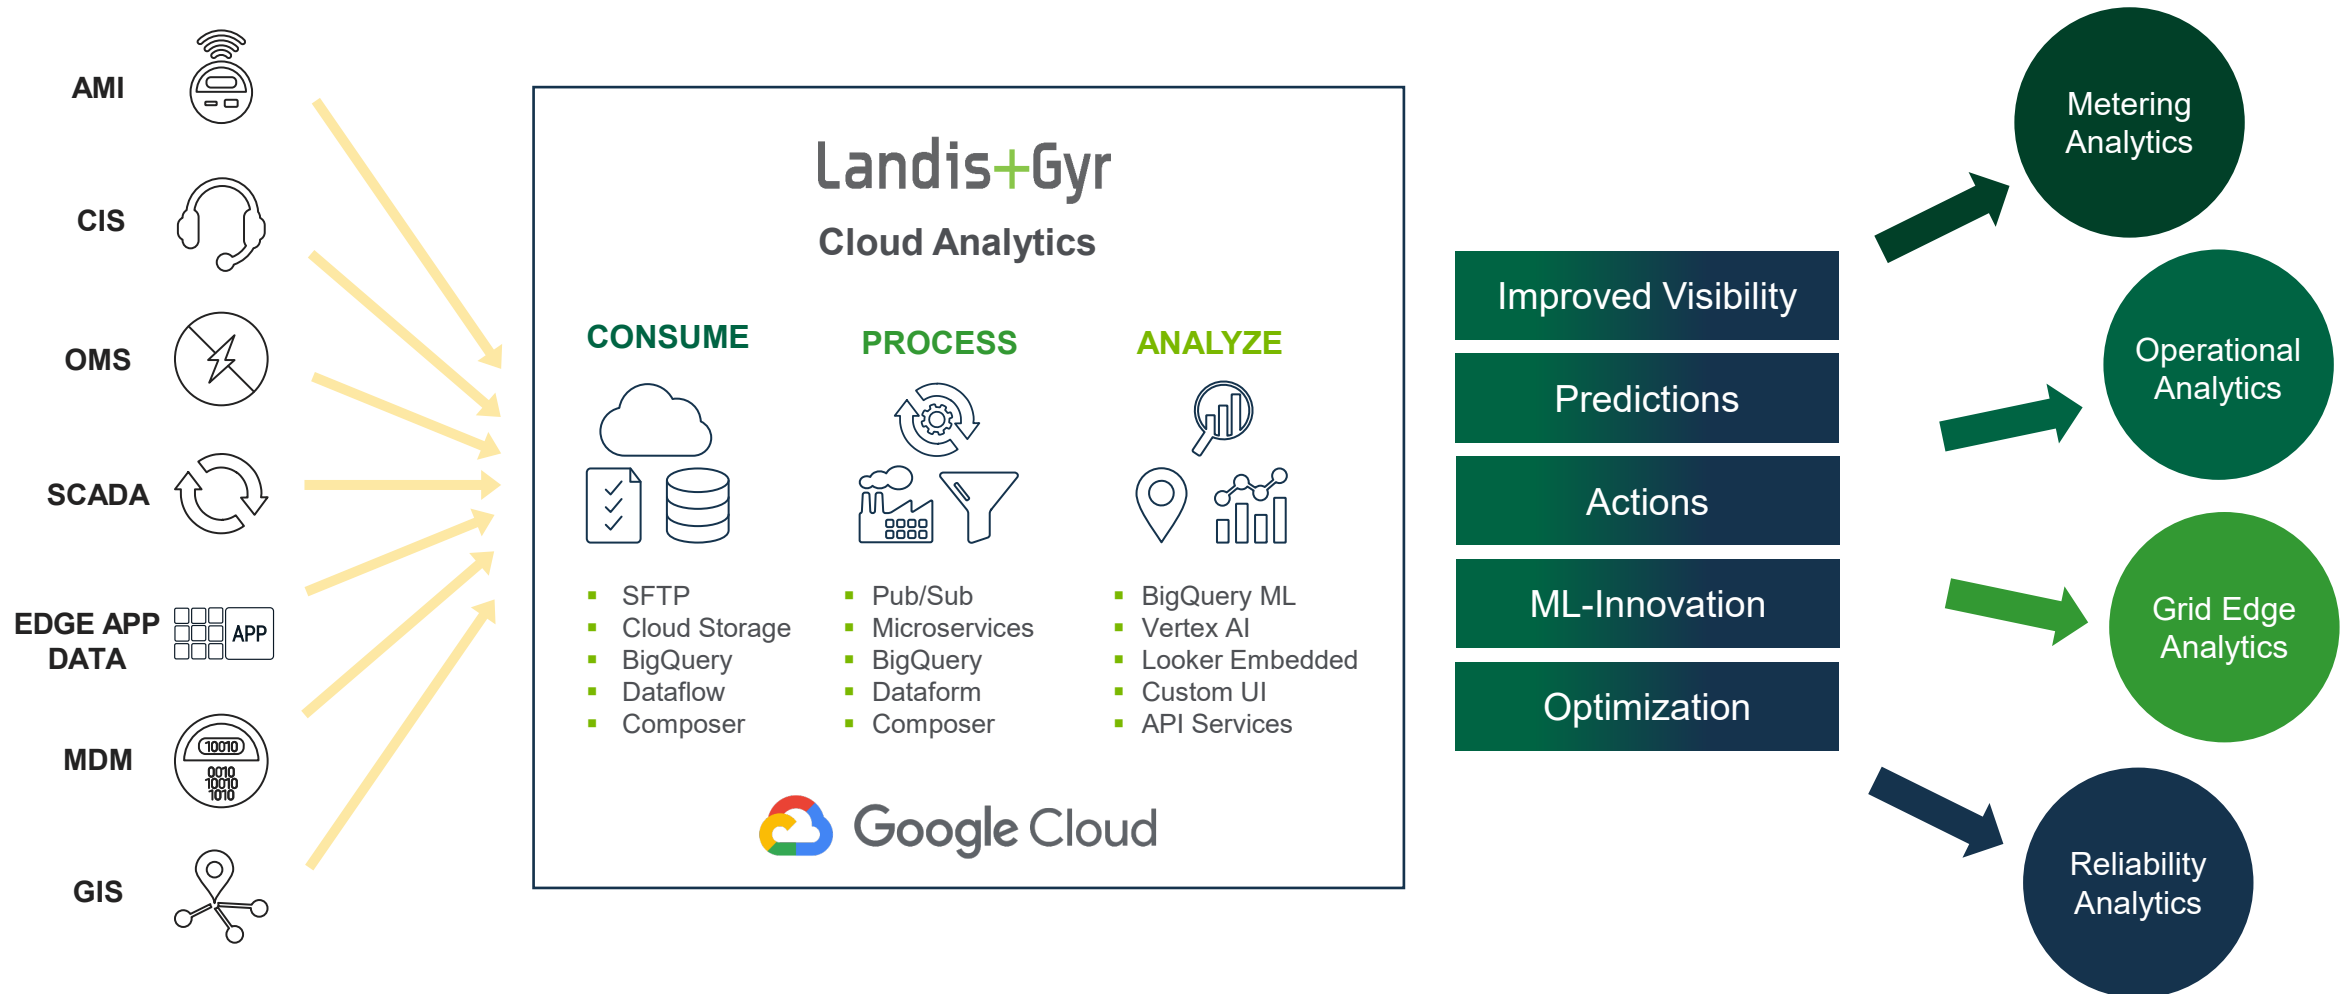 AMI
CIS
OMS
SCADA
EDGE APP
DATA
APP
MDM
10010
0010
10010
1010
GIS
Landis+Gyr
Cloud Analytics
CONSUME
SFTP
Cloud Storage
BigQuery
Dataflow
Composer
PROCESS
Pub/Sub
Microservices
BigQuery
Dataform
Composer
ANALYZE
BigQuery ML
Vertex AI
Looker Embedded
Custom UI
API Services
Google Cloud
Improved Visibility
Predictions
Actions
ML-Innovation
Optimization
Metering
Analytics
Operational
Analytics
Grid Edge
Analytics
Reliability
Analytics